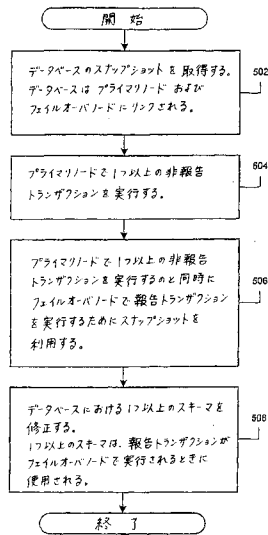 開始
データベースのスナップショットを取得する。
データベースはプライマリノードおよび
フェイルオーバノードにリンクされる。
502
プライマリノードで1つ以上の非報告
トランザクションを実行する。
504
プライマリノードで1つ以上の非報告
トランザクションを実行するのと同時に
フェイルオーバノードで報告トランザクション
を実行するためにスナップショットを
利用する。
506
データベースにおける1つ以上のスキーマを
修正する。
1つ以上のスキーマは、報告トランザクションが
フェイルオーバノードで実行されるときに
使用される。
508
終了